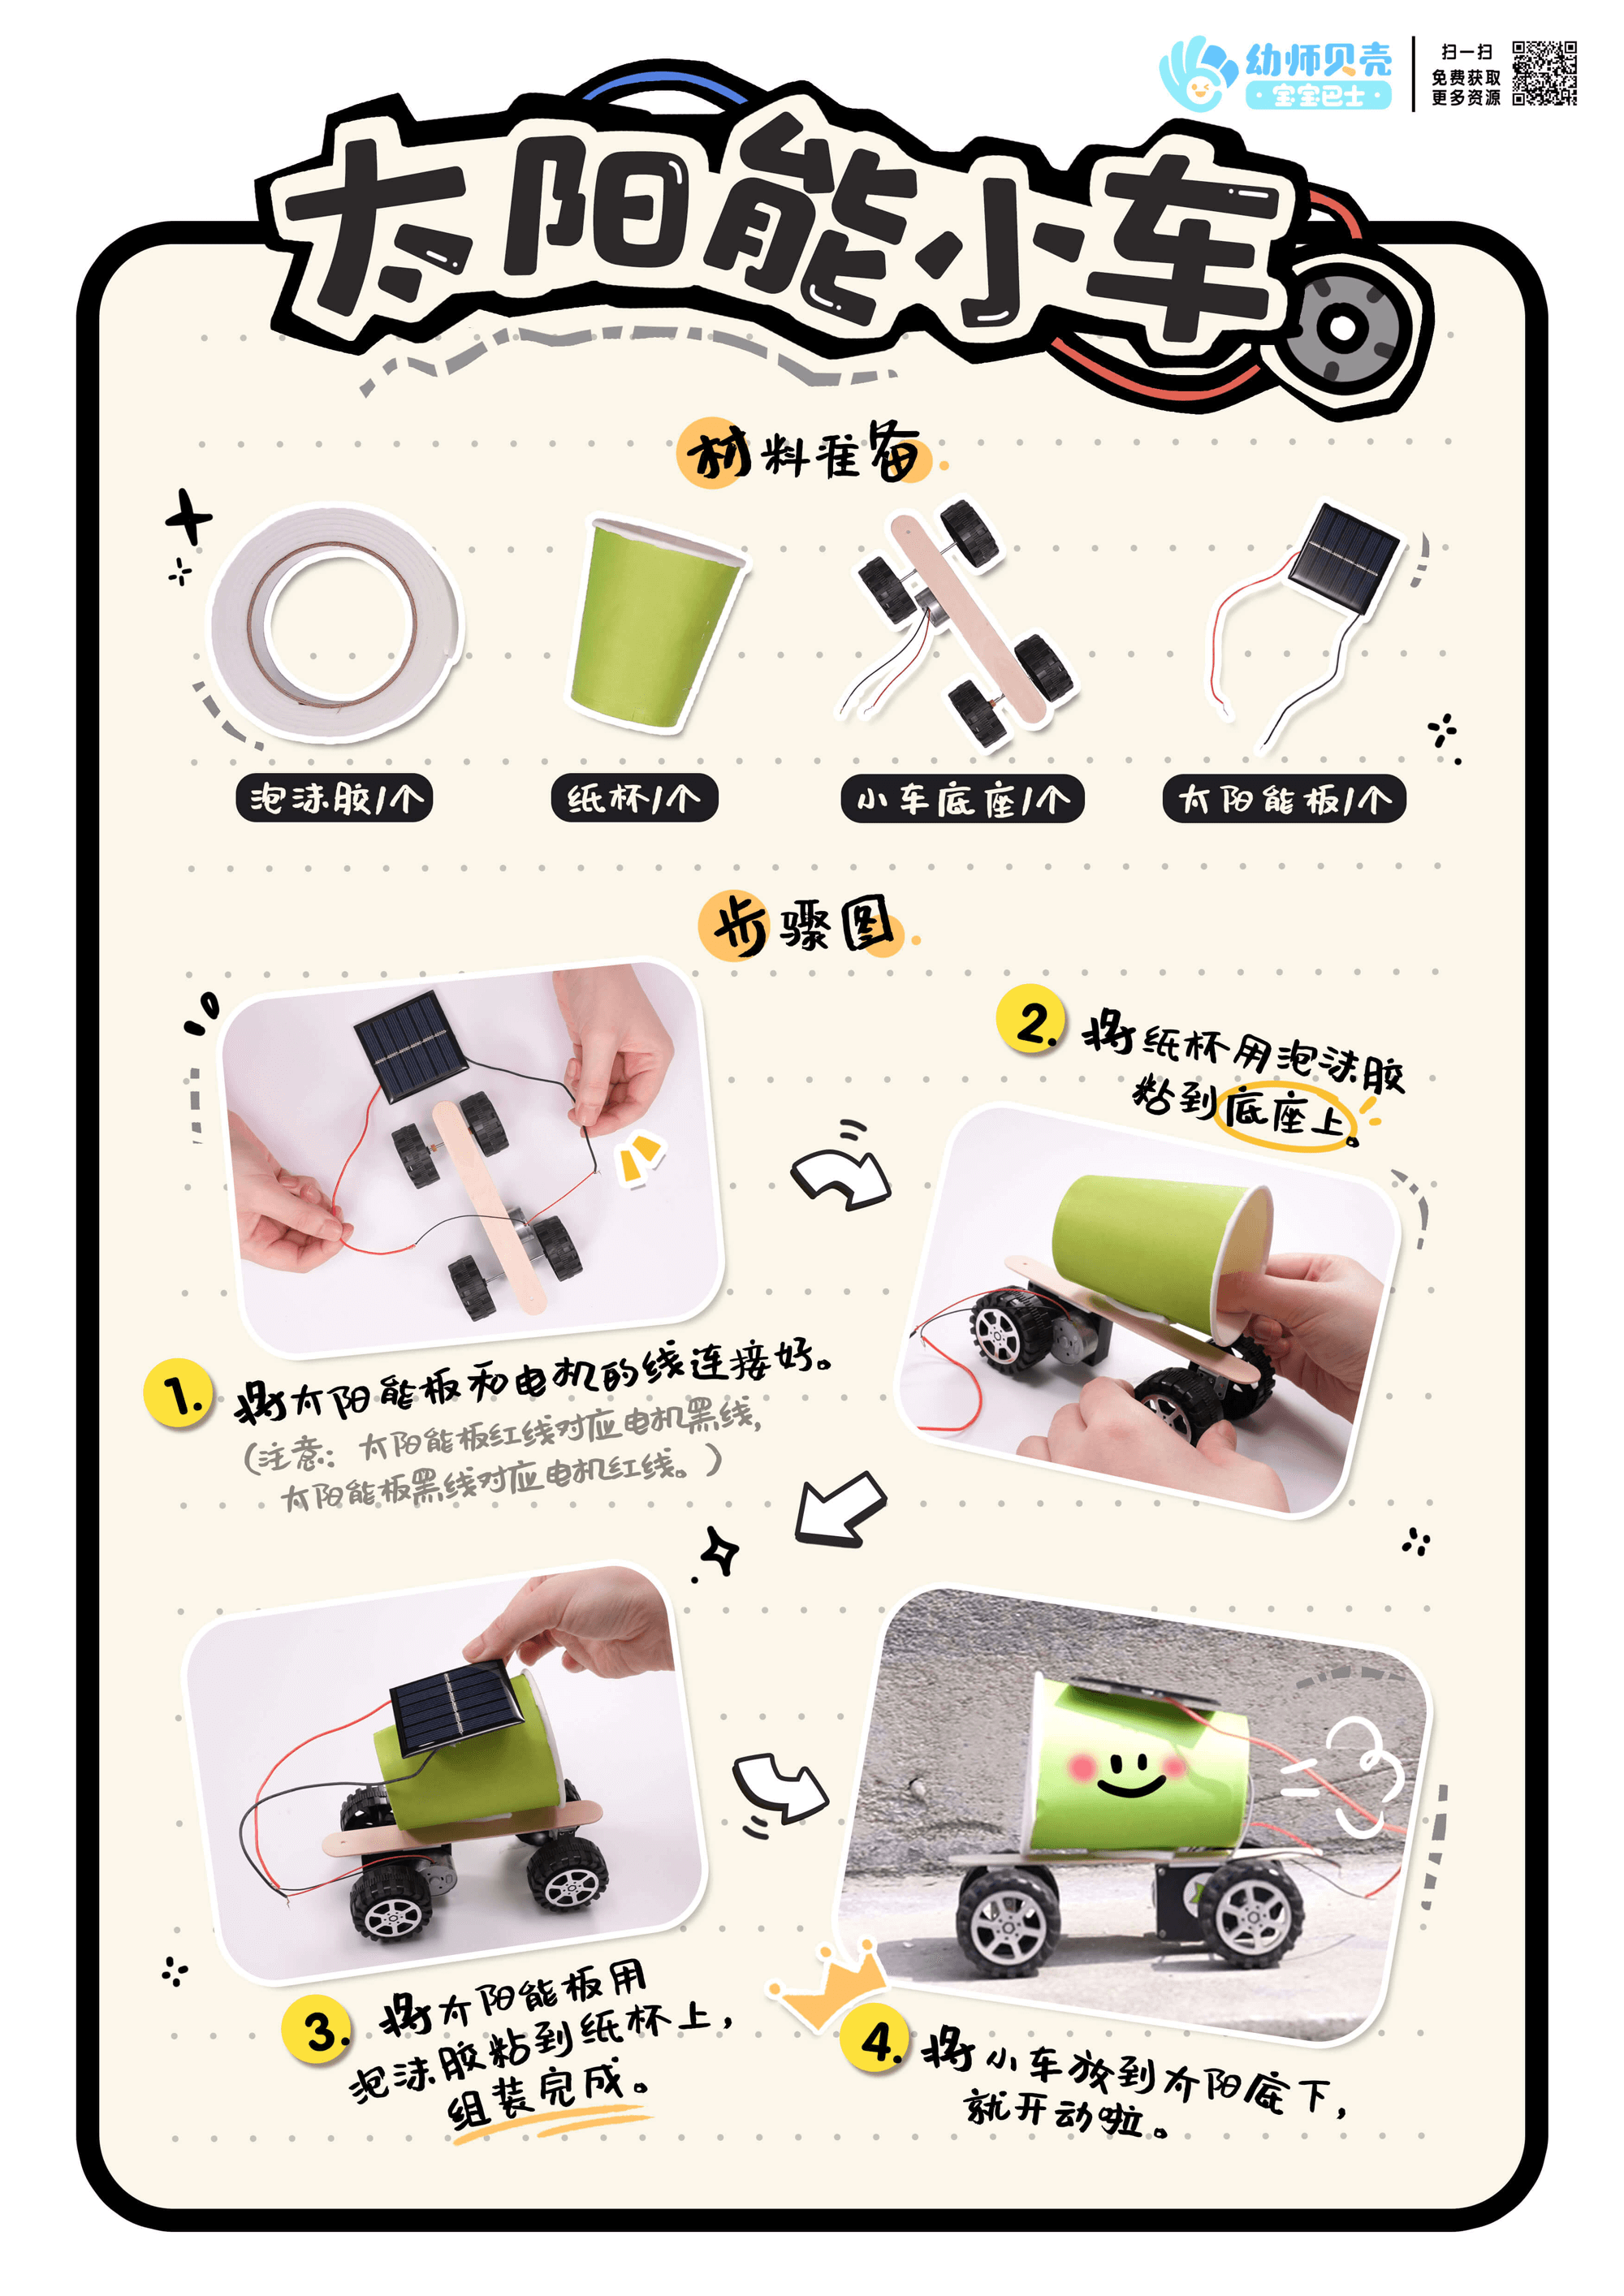 幼师贝壳
·宝宝巴士·
扫一扫
免费获取
更多资源
太阳能小车
材料准备
泡沫胶1个
纸杯1个
小车底座1个
太阳能板1个
步骤图
1. 将太阳能板和电机的线连接好。
(注意：太阳能板红线对应电机黑线，
太阳能板黑线对应电机红线。)
2. 将纸杯用泡沫胶
粘到底座上。
3. 将太阳能板用
泡沫胶粘到纸杯上，
组装完成。
4. 将小车放到太阳底下，
就开动啦。